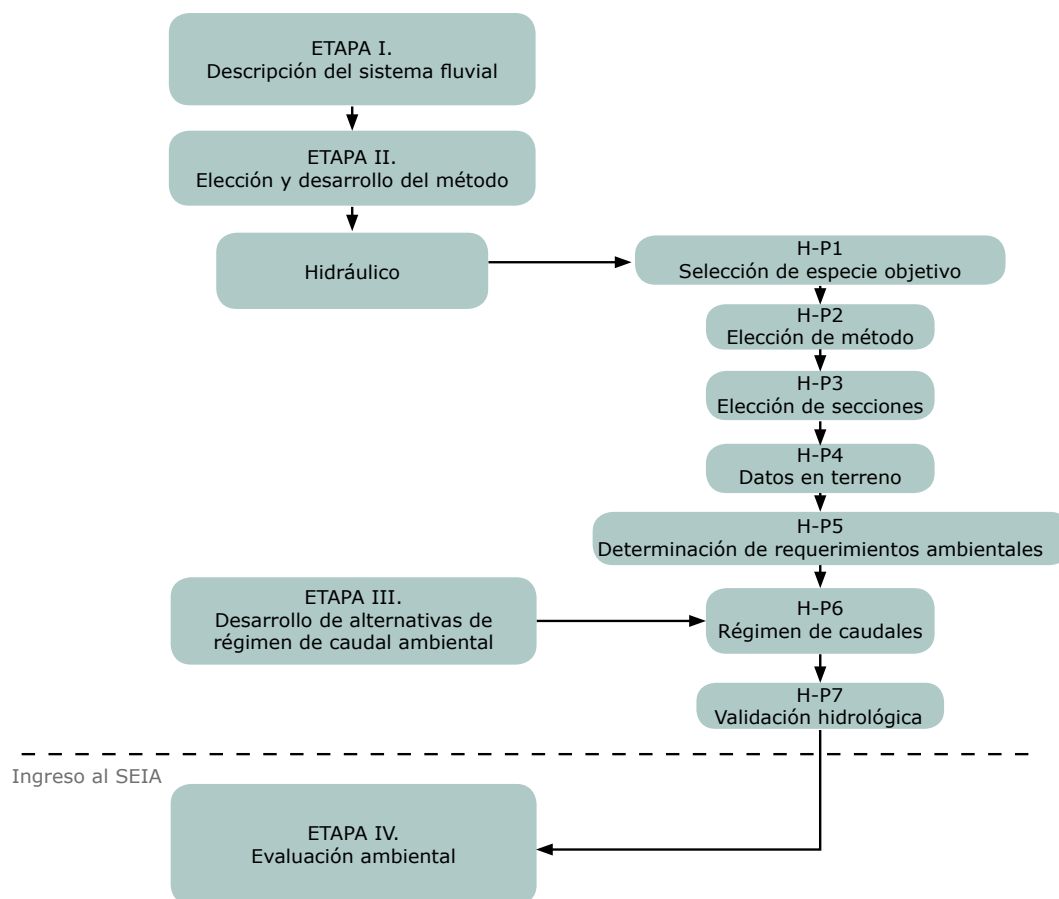 ETAPA I.
Descripción del sistema fluvial
ETAPA II.
Elección y desarrollo del método
Hidráulico
H-P1
Selección de especie objetivo
H-P2
Elección de método
H-P3
Elección de secciones
H-P4
Datos en terreno
H-P5
Determinación de requerimientos ambientales
ETAPA III.
Desarrollo de alternativas de
régimen de caudal ambiental
H-P6
Régimen de caudales
H-P7
Validación hidrológica
Ingreso al SEIA
ETAPA IV.
Evaluación ambiental